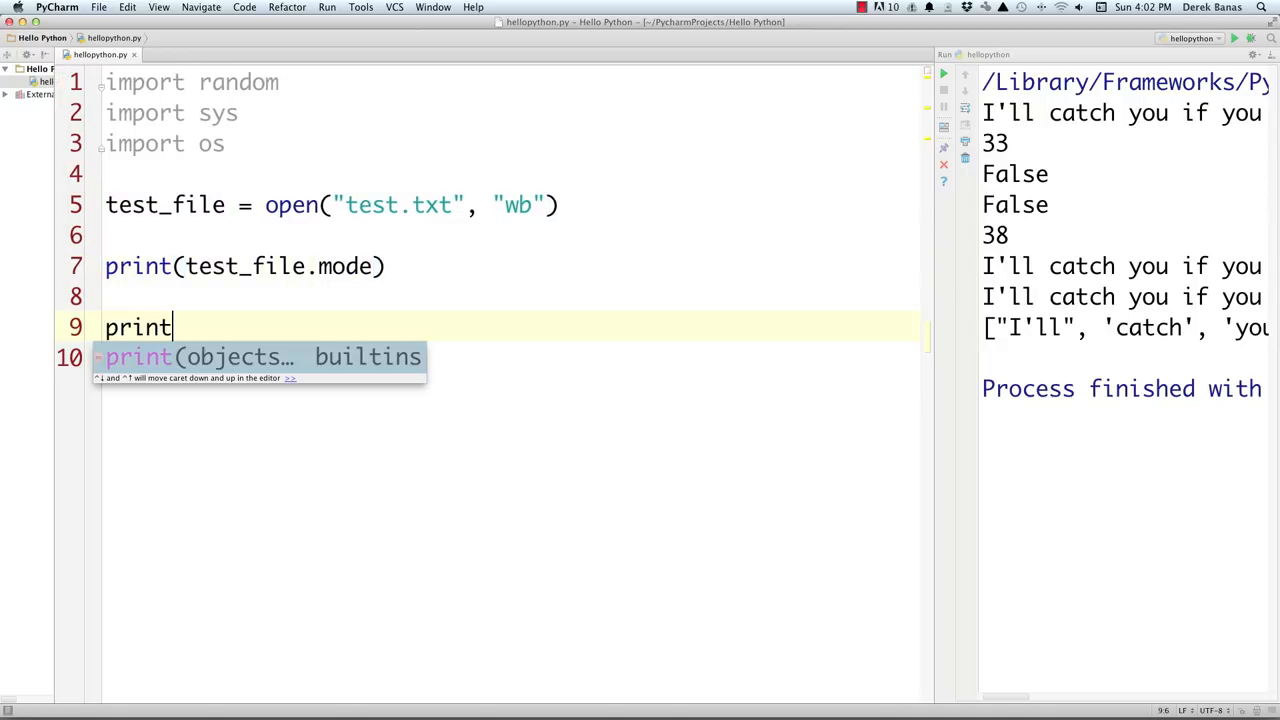 PyCharm File Edit View Navigate Code Refactor Run Tools VCS Window Help 10 Sun 4:02 PM Derek Banas
hellopython.py – Hello Python – [~/PycharmProjects/Hello Python]
Hello Python hellopython.py hellopython
hellopython.py Run hellopython
Hello P
hell
Externa
1 import random
2 import sys
3 import os
4
5 test_file = open("test.txt", "wb")
6
7 print(test_file.mode)
8
9 print
10
print(objects… builtins
^↓ and ^↑ will move caret down and up in the editor >>
/Library/Frameworks/Py
I'll catch you if you
33
False
False
38
I'll catch you if you
I'll catch you if you
["I'll", 'catch', 'you
Process finished with
9:6 LF UTF-8